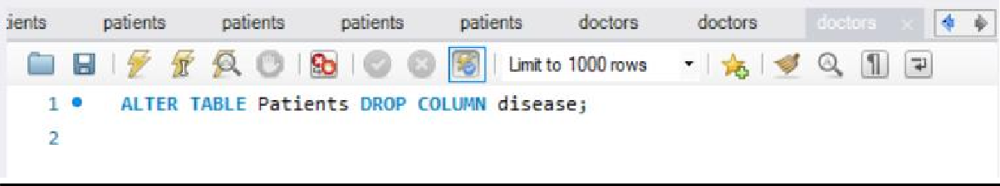 ients patients patients patients patients doctors doctors doctors
Limit to 1000 rows
1 ALTER TABLE Patients DROP COLUMN disease;
2